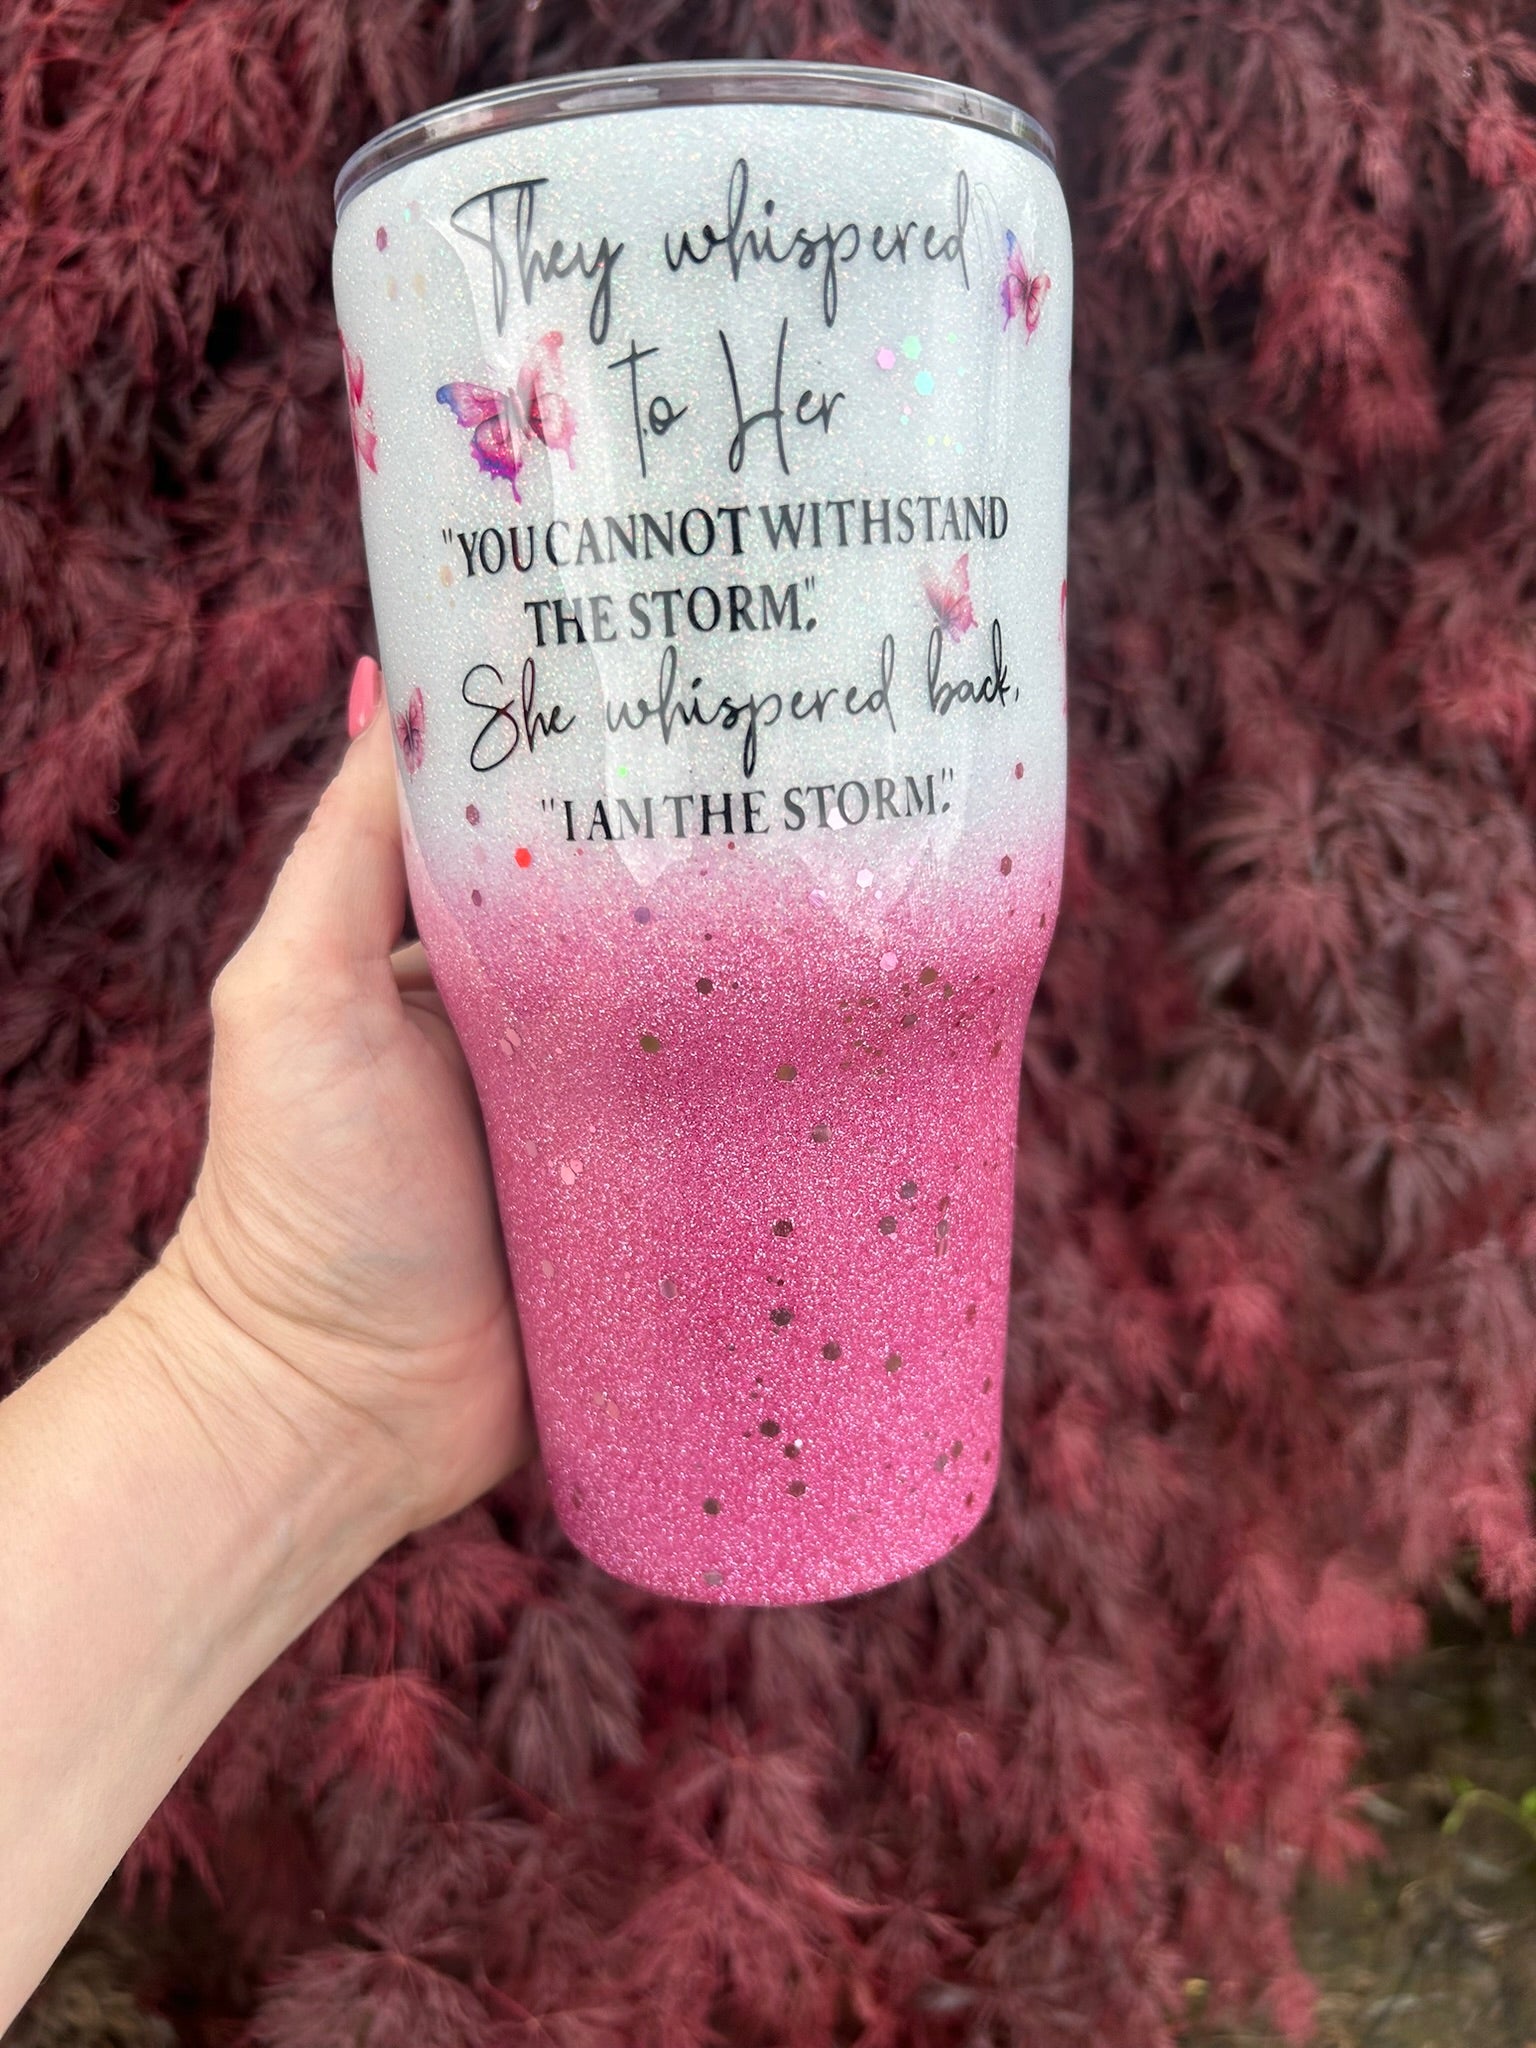 They whispered
To Her
"YOU CANNOT WITHSTAND
THE STORM."
She whispered back,
"I AM THE STORM."